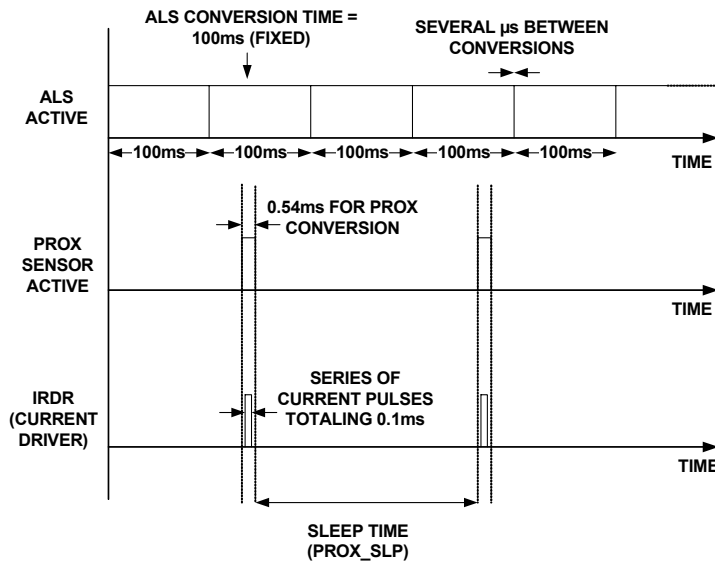 ALS CONVERSION TIME =
100ms (FIXED)
SEVERAL µs BETWEEN
CONVERSIONS
ALS
ACTIVE
100ms
100ms
100ms
100ms
100ms
TIME
0.54ms FOR PROX
CONVERSION
PROX
SENSOR
ACTIVE
TIME
SERIES OF
CURRENT PULSES
TOTALING 0.1ms
IRDR
(CURRENT
DRIVER)
TIME
SLEEP TIME
(PROX_SLP)